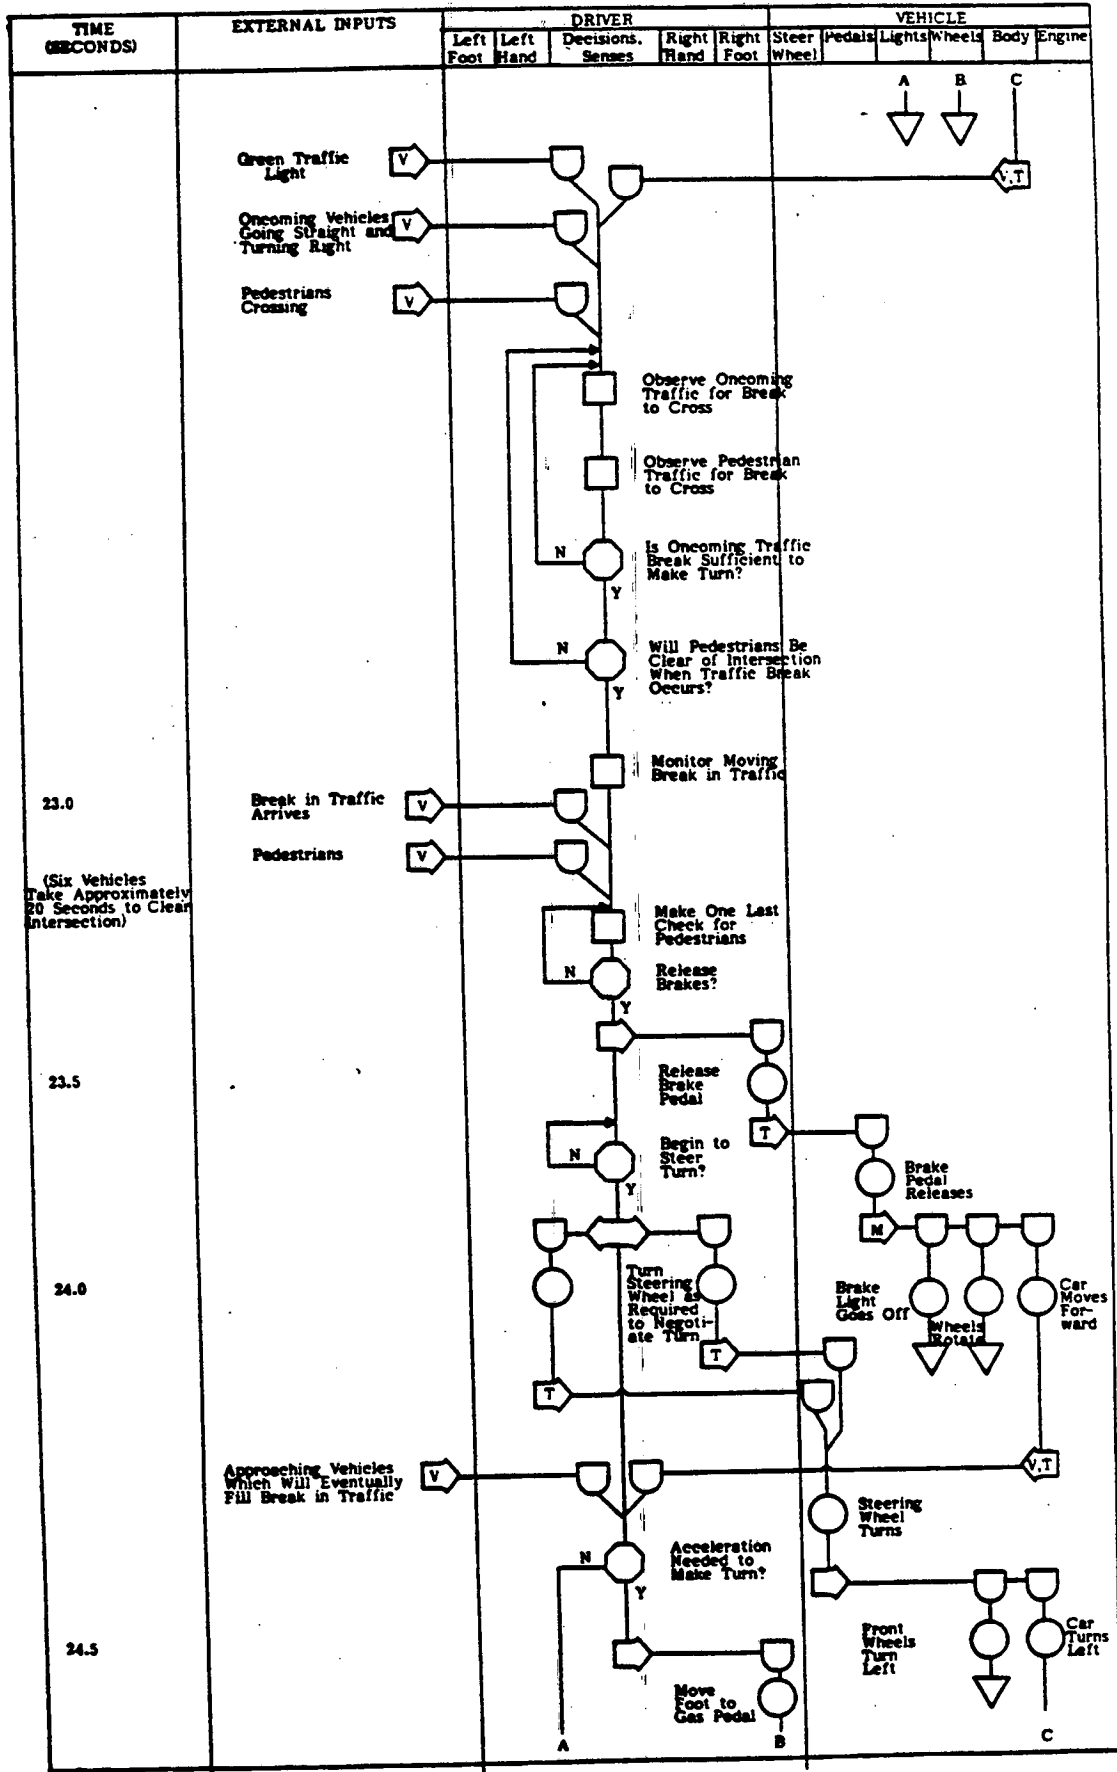 TIME
(SECONDS)
EXTERNAL INPUTS
DRIVER
VEHICLE
Left
Foot
Left
Hand
Decisions,
Senses
Right
Hand
Right
Foot
Steer
Wheel
Pedals
Lights
Wheels
Body
Engine
A
B
C
Green Traffic
Light
V
V,T
Oncoming Vehicles
Going Straight and
Turning Right
V
Pedestrians
Crossing
V
Observe Oncoming
Traffic for Break
to Cross
Observe Pedestrian
Traffic for Break
to Cross
N
Is Oncoming Traffic
Break Sufficient to
Make Turn?
Y
N
Will Pedestrians Be
Clear of Intersection
When Traffic Break
Occurs?
Y
Monitor Moving
Break in Traffic
23.0
Break in Traffic
Arrives
V
Pedestrians
V
(Six Vehicles
Take Approximately
20 Seconds to Clear
Intersection)
Make One Last
Check for
Pedestrians
N
Release
Brakes?
Y
23.5
Release
Brake
Pedal
T
N
Begin to
Steer
Turn?
Y
Brake
Pedal
Releases
M
24.0
Turn
Steering
Wheel as
Required
to Negoti-
ate Turn
Brake
Light
Goes Off
Wheels
Rotate
Car
Moves
For-
ward
T
T
Approaching Vehicles
Which Will Eventually
Fill Break in Traffic
V
V,T
Steering
Wheel
Turns
N
Acceleration
Needed to
Make Turn?
Y
24.5
Front
Wheels
Turn
Left
Car
Turns
Left
Move
Foot to
Gas Pedal
A
B
C